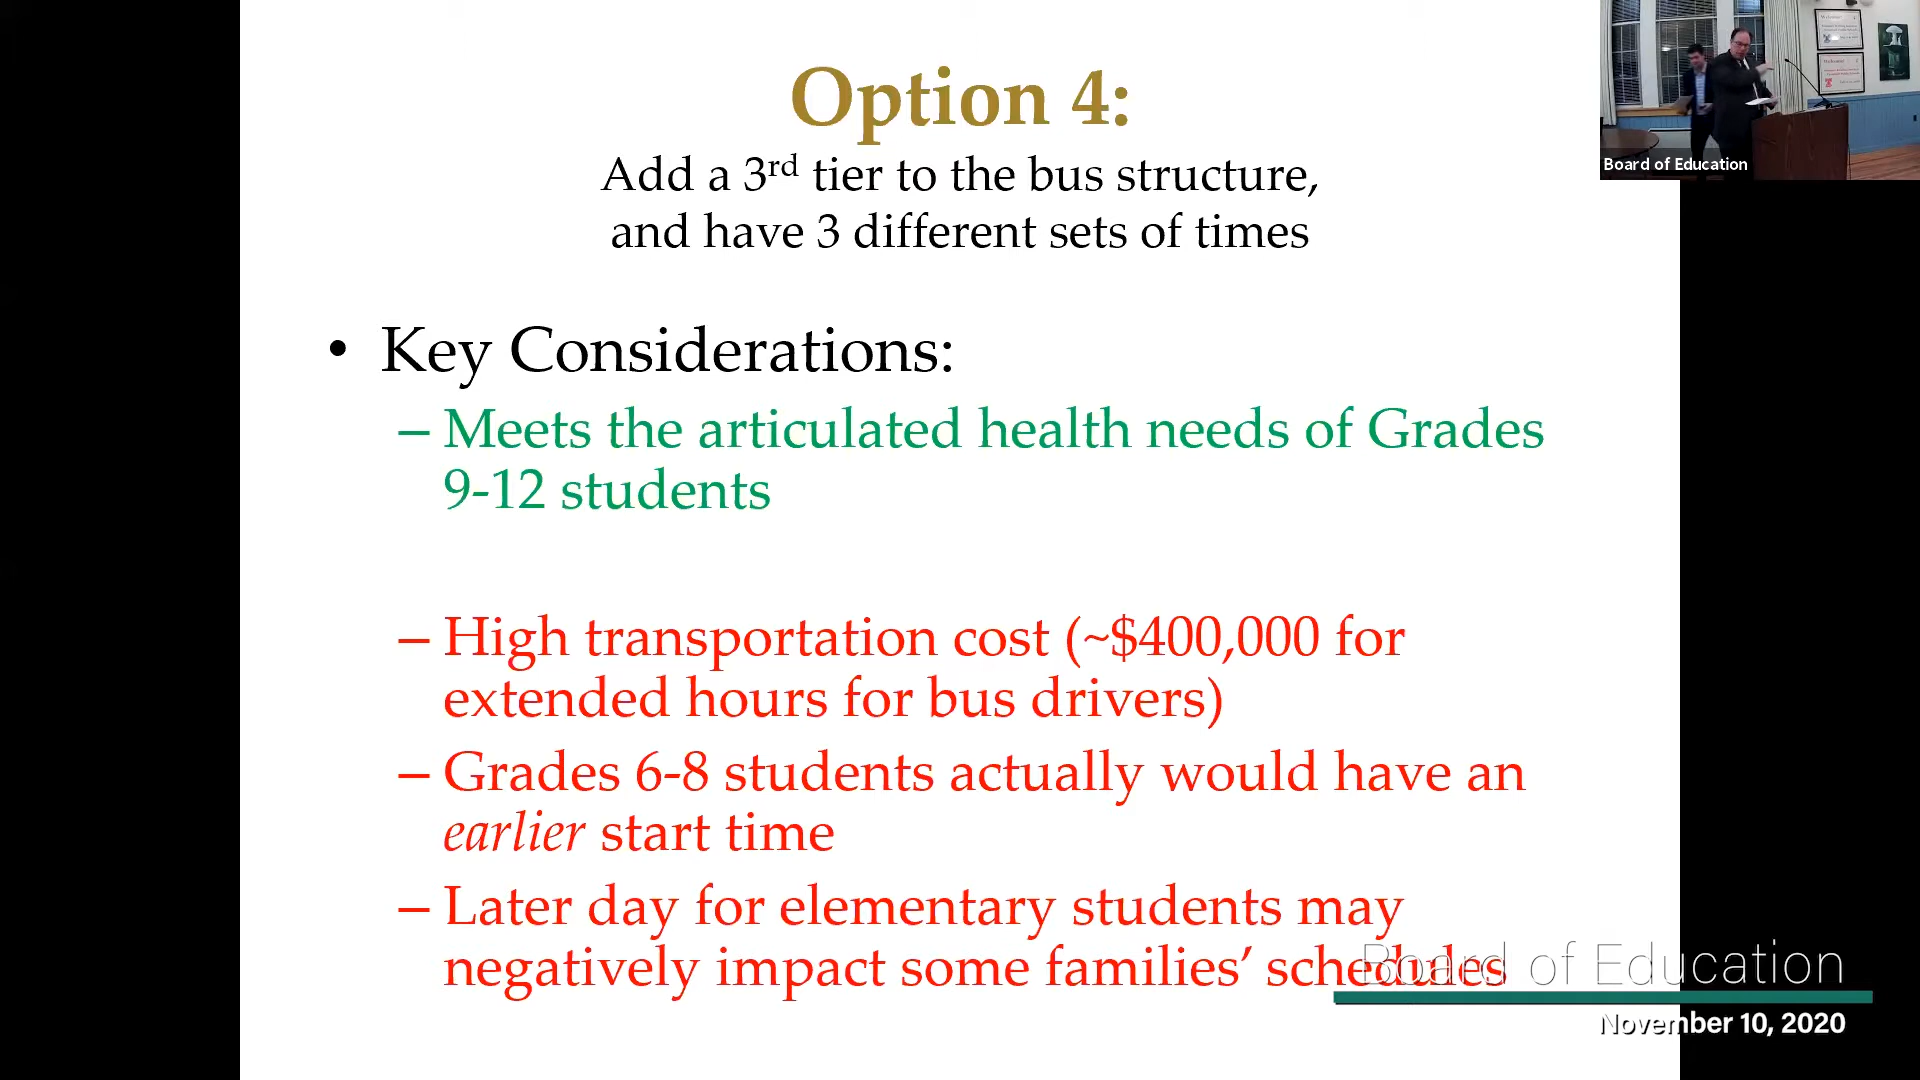 Option 4:
Add a 3rd tier to the bus structure,
and have 3 different sets of times
• Key Considerations:
– Meets the articulated health needs of Grades
9-12 students
– High transportation cost (~$400,000 for
extended hours for bus drivers)
– Grades 6-8 students actually would have an
earlier start time
– Later day for elementary students may
negatively impact some families’ schedules
Board of Education
Board of Education
November 10, 2020